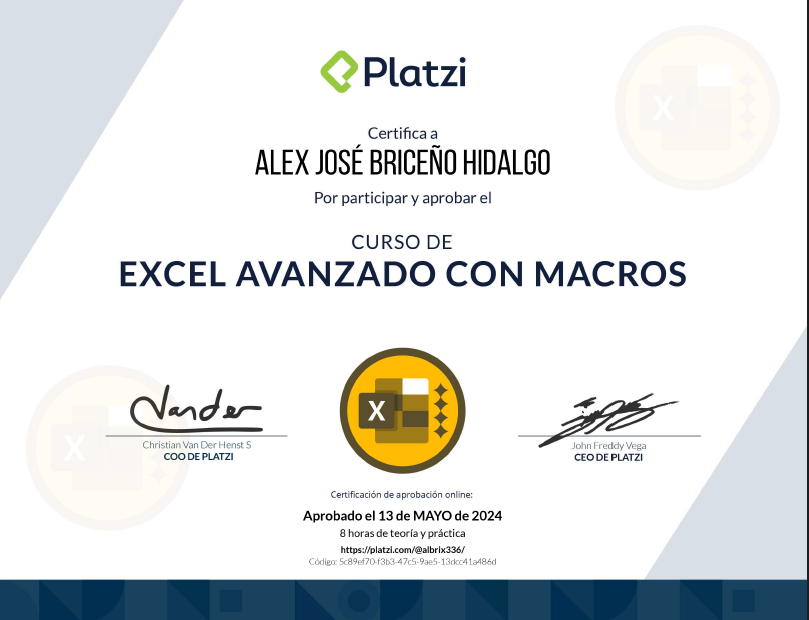 Platzi
Certifica a
ALEX JOSÉ BRICEÑO HIDALGO
Por participar y aprobar el
CURSO DE
EXCEL AVANZADO CON MACROS
X
Christian Van Der Henst S
COO DE PLATZI
John Freddy Vega
CEO DE PLATZI
Certificación de aprobación online:
Aprobado el 13 de MAYO de 2024
8 horas de teoría y práctica
https://platzi.com/@albrix336/
Código: 5c89ef70-f3b3-47c5-9ae5-13dcc41a486d